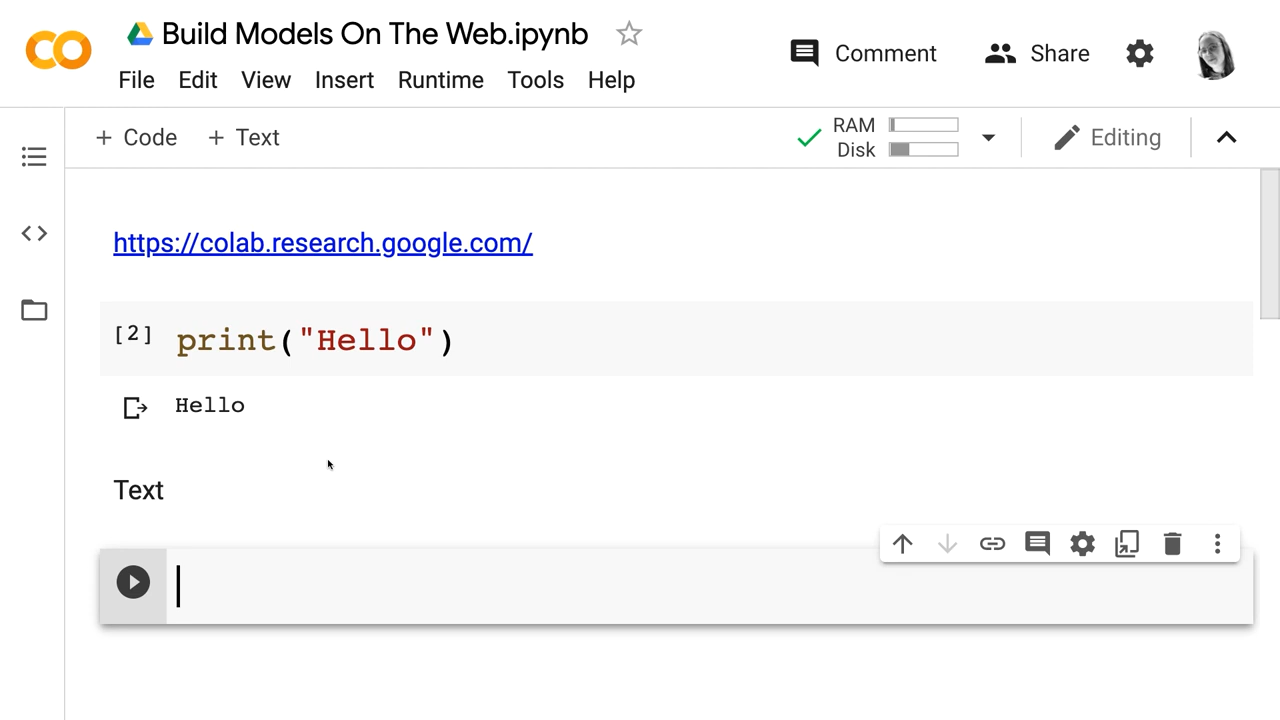 Build Models On The Web.ipynb
File Edit View Insert Runtime Tools Help
Comment Share
+ Code + Text
RAM
Disk
Editing
https://colab.research.google.com/
[2] print("Hello")
Hello
Text